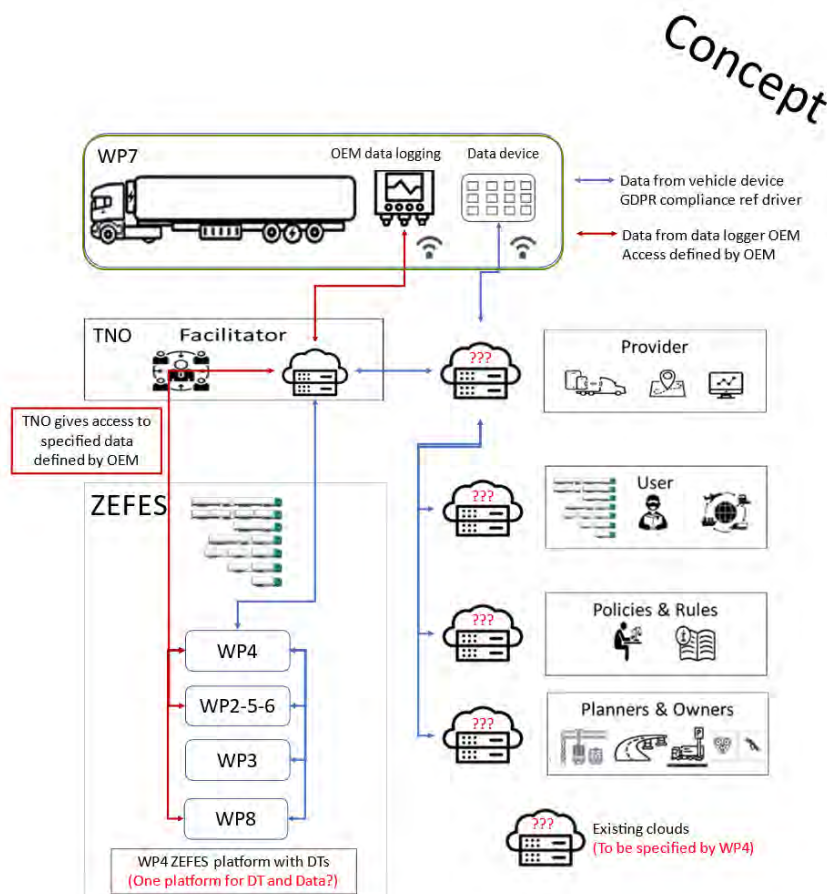 Concept
WP7
OEM data logging
Data device
Data from vehicle device
GDPR compliance ref driver
Data from data logger OEM
Access defined by OEM
TNO
Facilitator
???
Provider
TNO gives access to
specified data
defined by OEM
ZEFES
???
User
WP4
???
Policies & Rules
WP2-5-6
WP3
???
Planners & Owners
P
WP8
WP4 ZEFES platform with DTs
(One platform for DT and Data?)
???
Existing clouds
(To be specified by WP4)